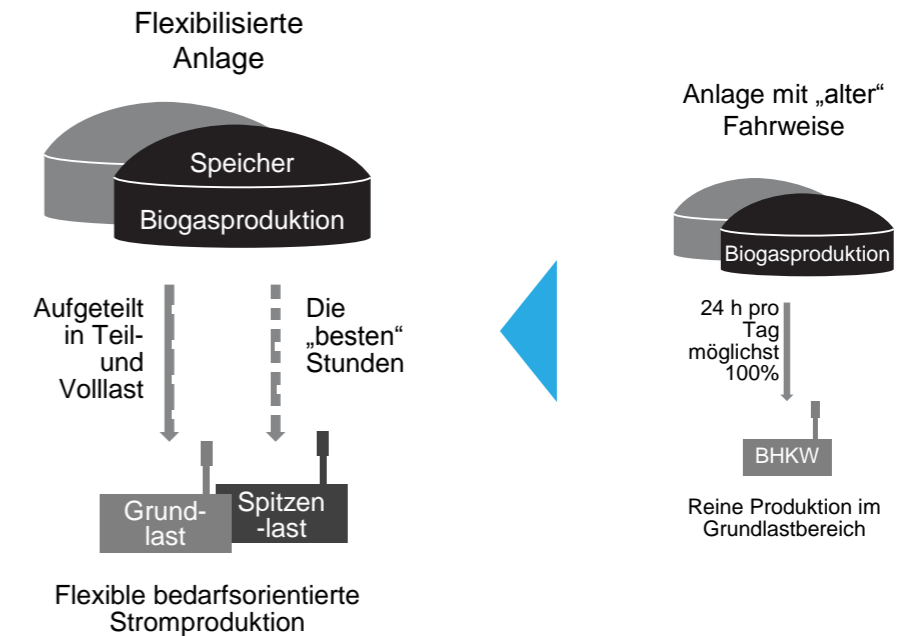 Flexibilisierte
Anlage
Speicher
Biogasproduktion
Aufgeteilt
in Teil-
und
Volllast
Die
„besten“
Stunden
Grund-
last
Spitzen
-last
Flexible bedarfsorientierte
Stromproduktion
Anlage mit „alter“
Fahrweise
Biogasproduktion
24 h pro
Tag
möglichst
100%
BHKW
Reine Produktion im
Grundlastbereich